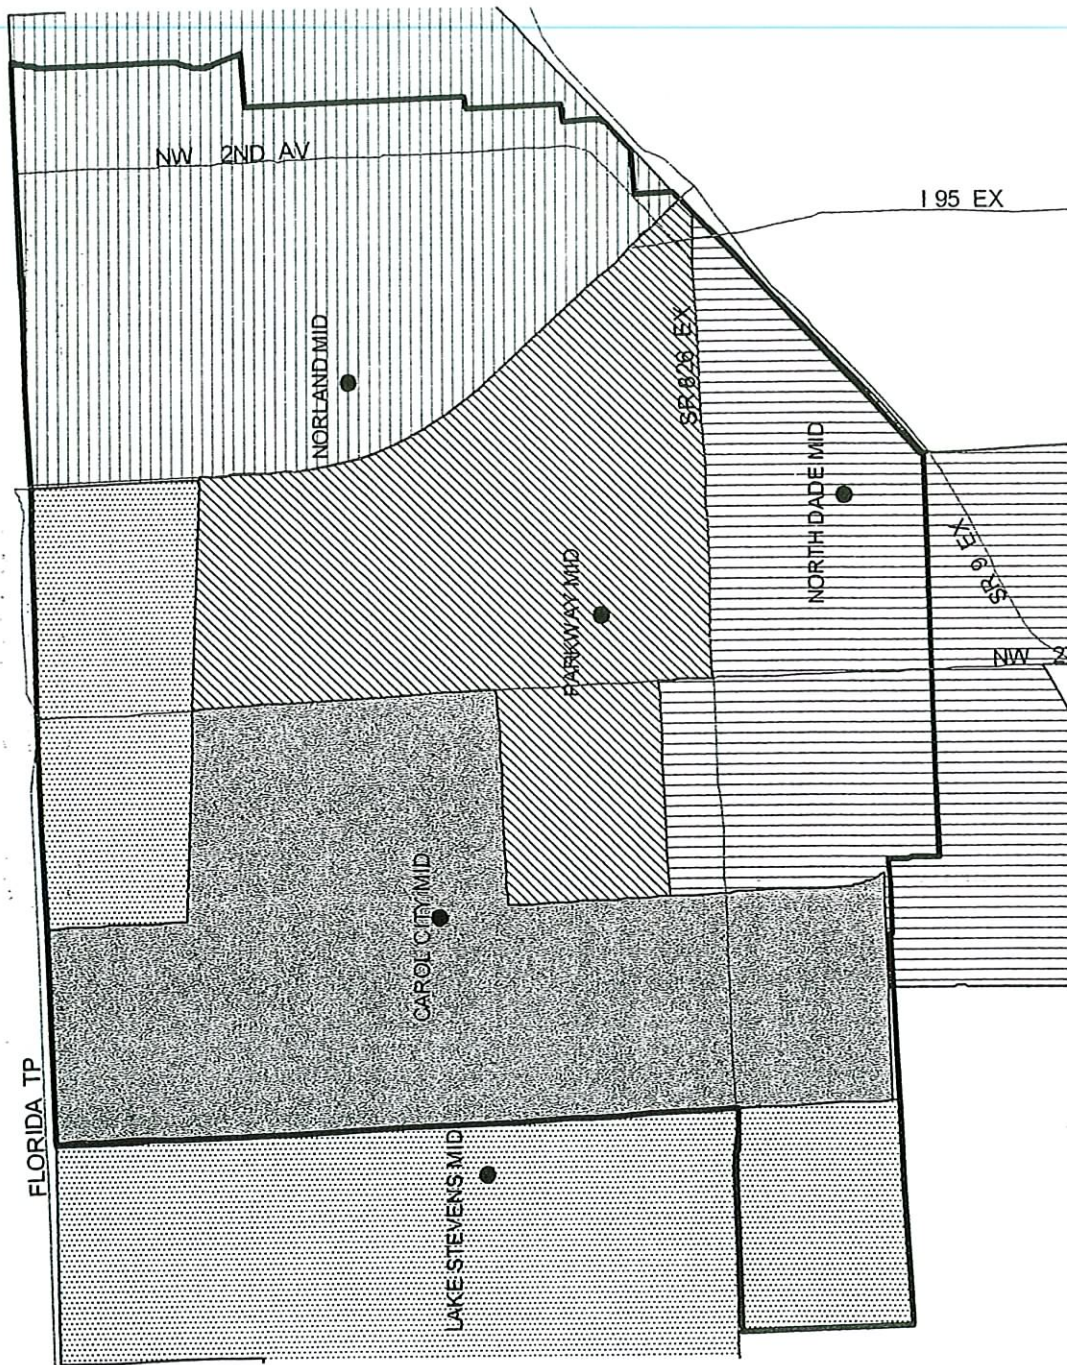 NW 2ND AV
I 95 EX
NORLAND MID
SR 826 EX
NORTH DADE MID
SR 9 EX
PARKWAY MID
NW 2
CAROL CITY MID
FLORIDA TP
LAKE STEVENS MID